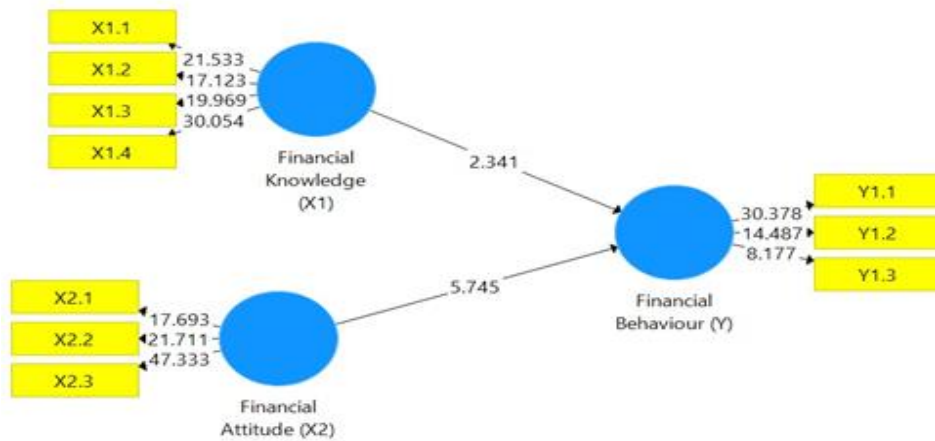 X1.1
X1.2
X1.3
X1.4
21.533
17.123
19.969
30.054
Financial
Knowledge
(X1)
2.341
Y1.1
Y1.2
Y1.3
30.378
14.487
8.177
Financial
Behaviour (Y)
5.745
X2.1
X2.2
X2.3
17.693
21.711
47.333
Financial
Attitude (X2)